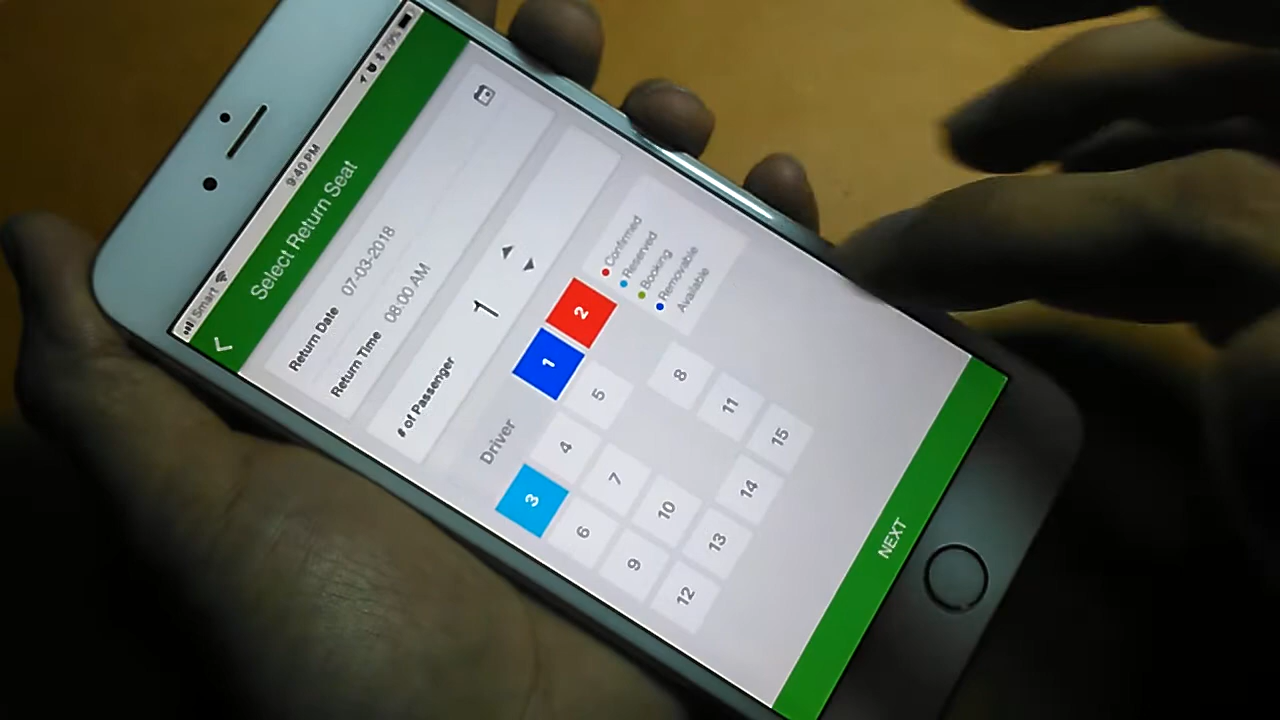 Smart 9:40 PM 79%
Select Return Seat
Return Date 07-03-2018
Return Time 08:00 AM
# of Passenger 1
Confirmed
Reserved
Booking
Removable
Available
Driver 1 2
3 4 5
6 7 8
9 10 11
12 13 14 15
NEXT